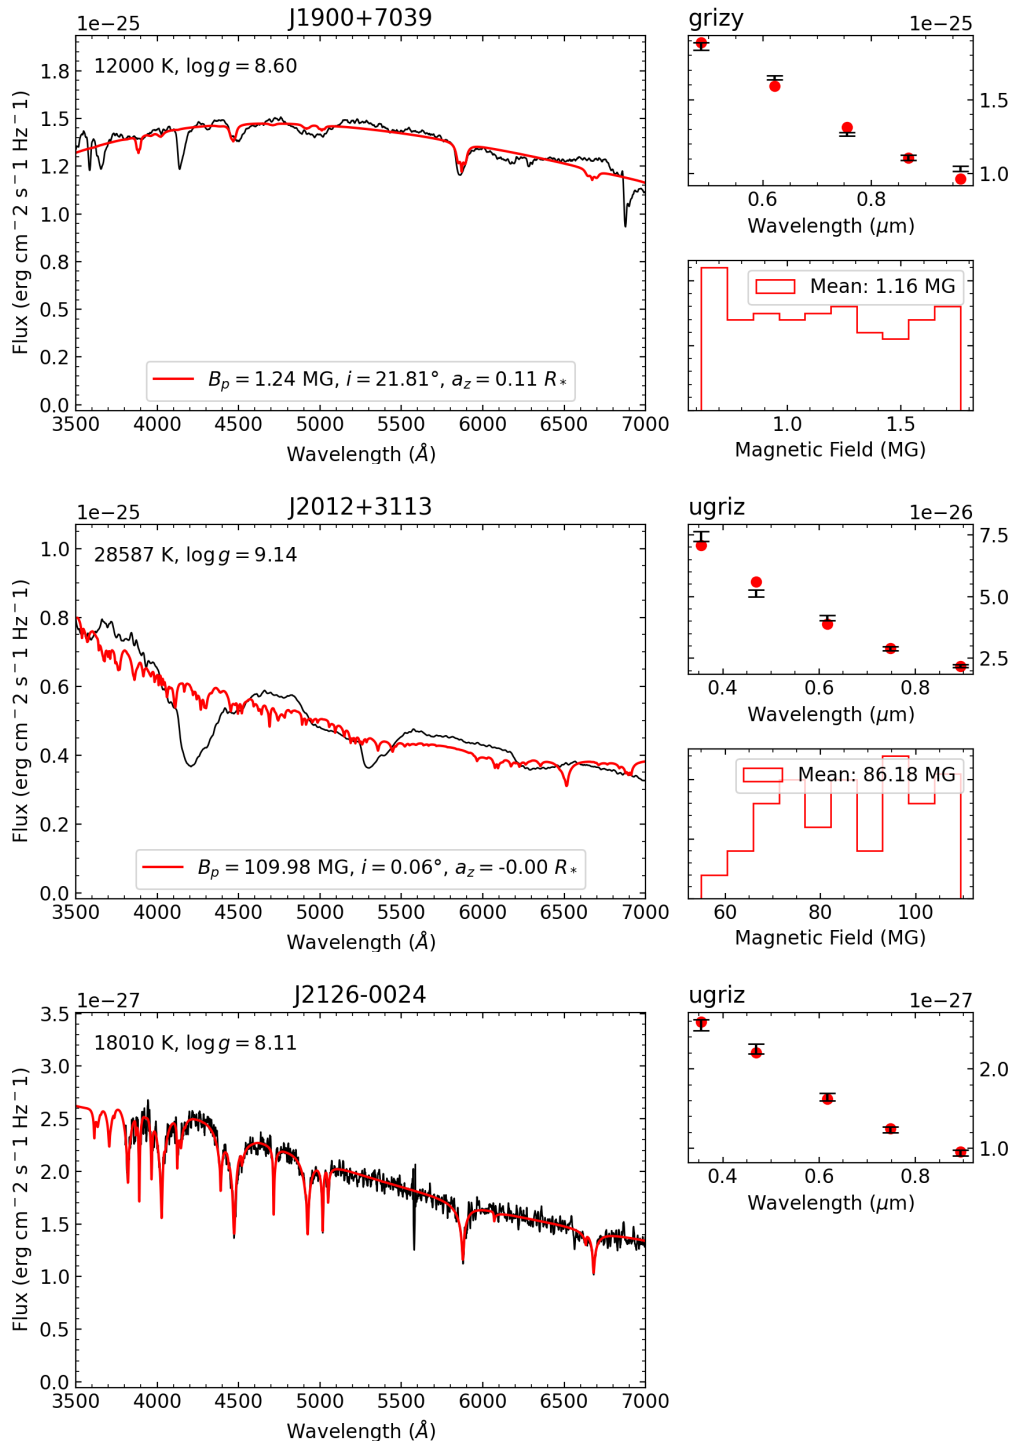 J1900+7039
1e−25
12000 K, log g = 8.60
Flux (erg cm−2 s−1 Hz−1)
1.8
1.5
1.2
1.0
0.8
0.5
0.2
0.0
B_p = 1.24 MG, i = 21.81°, a_z = 0.11 R_*
3500 4000 4500 5000 5500 6000 6500 7000
Wavelength (Å)
grizy 1e−25
1.5
1.0
0.6 0.8
Wavelength (μm)
Mean: 1.16 MG
1.0 1.5
Magnetic Field (MG)
J2012+3113
1e−25
28587 K, log g = 9.14
Flux (erg cm−2 s−1 Hz−1)
1.0
0.8
0.6
0.4
0.2
0.0
B_p = 109.98 MG, i = 0.06°, a_z = -0.00 R_*
3500 4000 4500 5000 5500 6000 6500 7000
Wavelength (Å)
ugriz 1e−26
7.5
5.0
2.5
0.4 0.6 0.8
Wavelength (μm)
Mean: 86.18 MG
60 80 100
Magnetic Field (MG)
J2126-0024
1e−27
18010 K, log g = 8.11
Flux (erg cm−2 s−1 Hz−1)
3.5
3.0
2.5
2.0
1.5
1.0
0.5
0.0
3500 4000 4500 5000 5500 6000 6500 7000
Wavelength (Å)
ugriz 1e−27
2.0
1.0
0.4 0.6 0.8
Wavelength (μm)